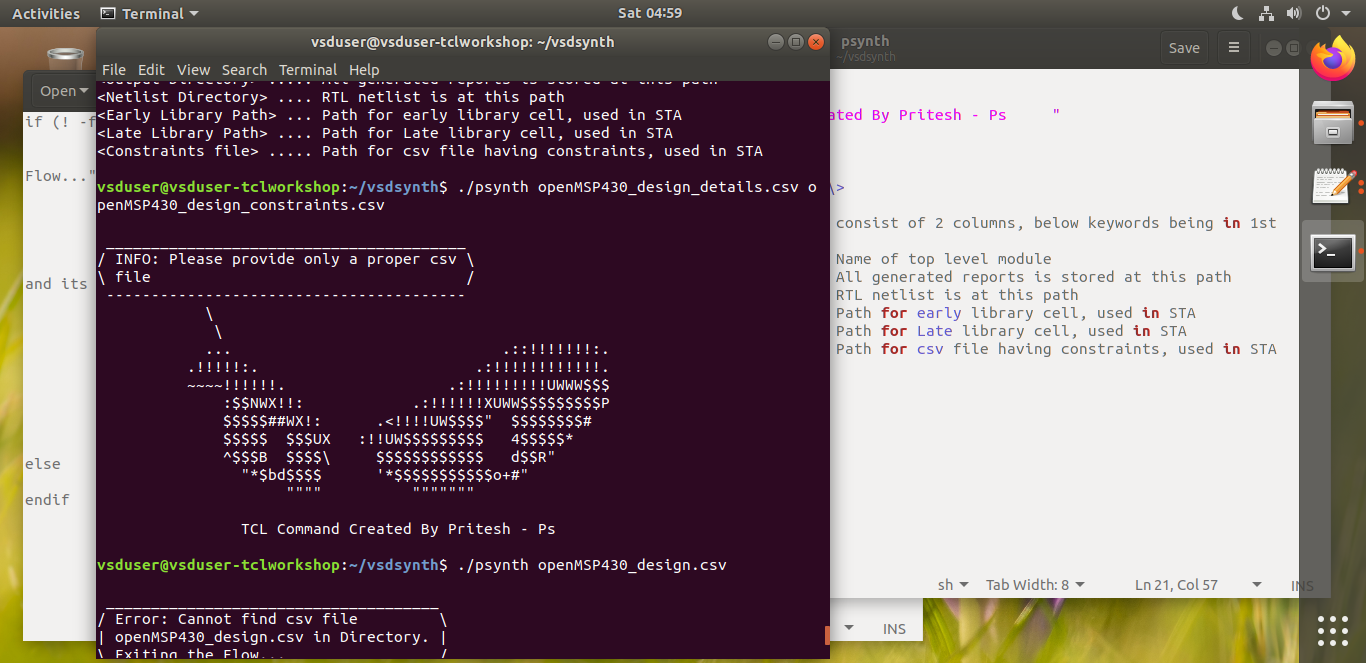 Activities Terminal Sat 04:59
vsduser@vsduser-tclworkshop: ~/vsdsynth
File Edit View Search Terminal Help
<Output Directory> ..... All generated reports is stored at this path
<Netlist Directory> .... RTL netlist is at this path
<Early Library Path> ... Path for early library cell, used in STA
<Late Library Path> .... Path for Late library cell, used in STA
<Constraints file> ..... Path for csv file having constraints, used in STA
vsduser@vsduser-tclworkshop:~/vsdsynth$ ./psynth openMSP430_design_details.csv o
penMSP430_design_constraints.csv
 ________________________________________
/ INFO: Please provide only a proper csv \
\ file                                   /
 ----------------------------------------
            \
             \
            ...                              .::!!!!!!!:.
          .!!!!!:.                        .:!!!!!!!!!!!!.
          ~~~~!!!!!!.                  .:!!!!!!!!!UWWW$$$
              :$$NWX!!:            .:!!!!!!XUWW$$$$$$$$$P
              $$$$$##WX!:      .<!!!!UW$$$$"  $$$$$$$$#
              $$$$$  $$$UX   :!!UW$$$$$$$$$   4$$$$$*
              ^$$$B  $$$$\     $$$$$$$$$$$$   d$$R"
                "*$bd$$$$      '*$$$$$$$$$$$o+#"
                     """"          """""""
TCL Command Created By Pritesh - Ps
vsduser@vsduser-tclworkshop:~/vsdsynth$ ./psynth openMSP430_design.csv
 _____________________________________
/ Error: Cannot find csv file         \
| openMSP430_design.csv in Directory. |
\ Exiting the Flow...                 /
Open
if (! -f
Flow..."
and its
else
endif
psynth
~/vsdsynth
Save
ated By Pritesh - Ps     "
\>
consist of 2 columns, below keywords being in 1st
Name of top level module
All generated reports is stored at this path
RTL netlist is at this path
Path for early library cell, used in STA
Path for Late library cell, used in STA
Path for csv file having constraints, used in STA
sh Tab Width: 8 Ln 21, Col 57 INS
INS